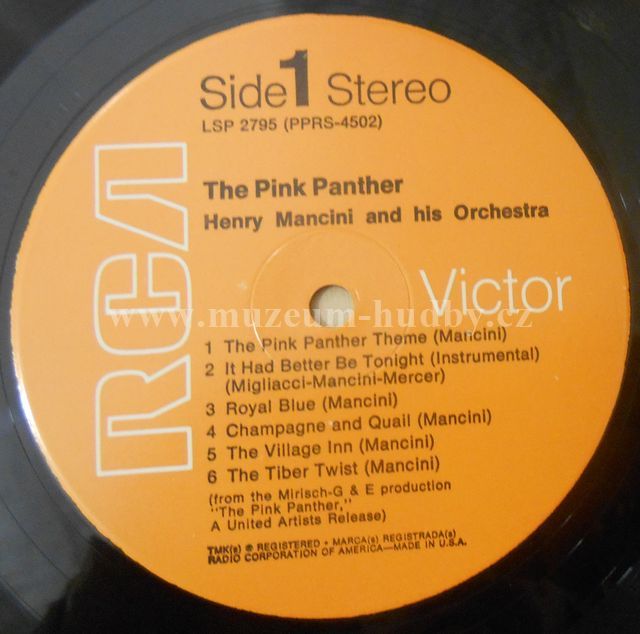 Side 1 Stereo
LSP 2795 (PPRS-4502)
The Pink Panther
Henry Mancini and his Orchestra
RCA
Victor
www.muzeum-hudby.cz
1 The Pink Panther Theme (Mancini)
2 It Had Better Be Tonight (Instrumental)
(Migliacci-Mancini-Mercer)
3 Royal Blue (Mancini)
4 Champagne and Quail (Mancini)
5 The Village Inn (Mancini)
6 The Tiber Twist (Mancini)
(from the Mirisch-G & E production
"The Pink Panther,"
A United Artists Release)
TMK(s) ® REGISTERED • MARCA(s) REGISTRADA(s)
RADIO CORPORATION OF AMERICA—MADE IN U.S.A.